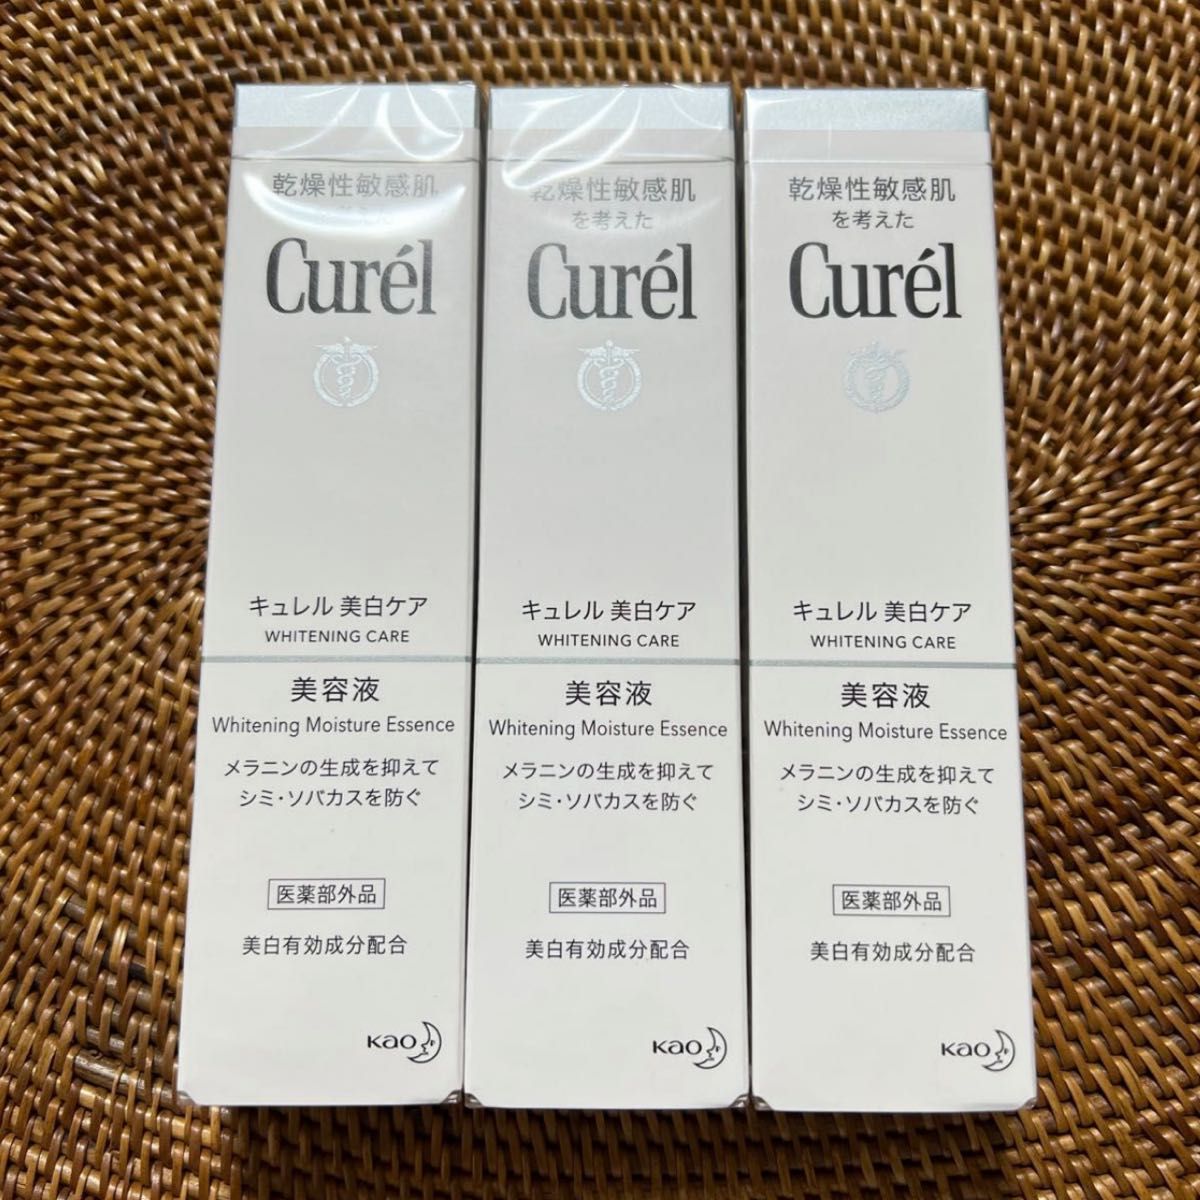 乾燥性敏感肌
を考えた
Curél
キュレル 美白ケア
WHITENING CARE
美容液
Whitening Moisture Essence
メラニンの生成を抑えて
シミ・ソバカスを防ぐ
医薬部外品
美白有効成分配合
Kao
乾燥性敏感肌
を考えた
Curél
キュレル 美白ケア
WHITENING CARE
美容液
Whitening Moisture Essence
メラニンの生成を抑えて
シミ・ソバカスを防ぐ
医薬部外品
美白有効成分配合
Kao
乾燥性敏感肌
を考えた
Curél
キュレル 美白ケア
WHITENING CARE
美容液
Whitening Moisture Essence
メラニンの生成を抑えて
シミ・ソバカスを防ぐ
医薬部外品
美白有効成分配合
Kao